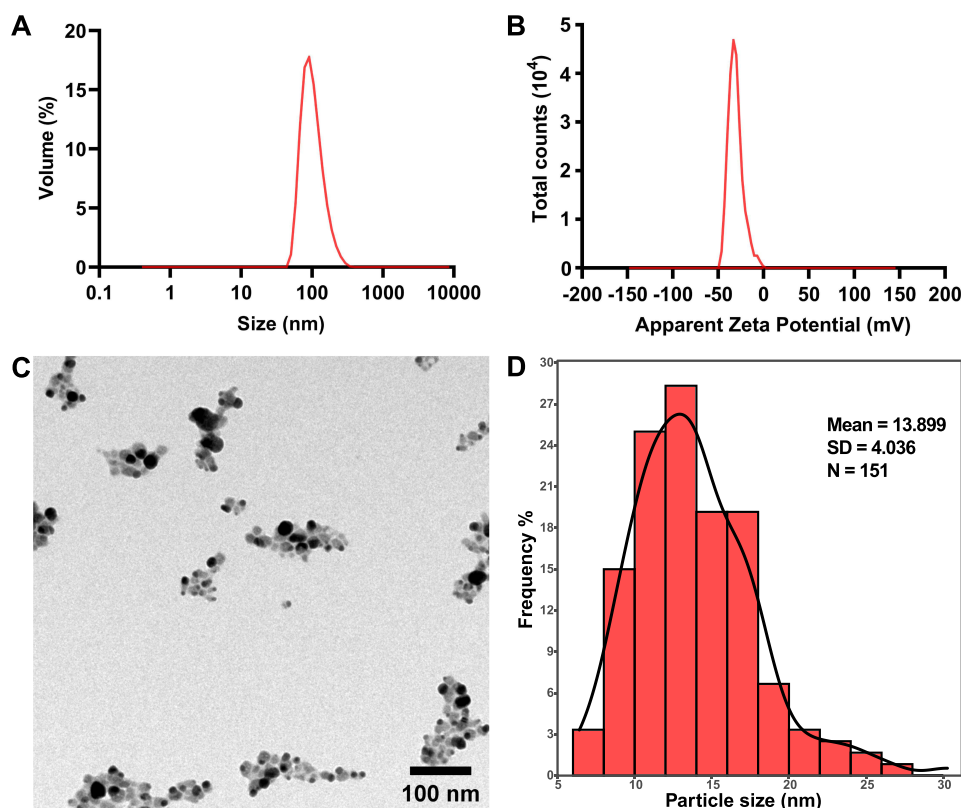 A
Volume (%)
20
15
10
5
0
0.1 1 10 100 1000 10000
Size (nm)
B
Total counts (10⁴)
5
4
3
2
1
0
-200 -150 -100 -50 0 50 100 150 200
Apparent Zeta Potential (mV)
C
100 nm
D
Frequency %
30
27
24
21
18
15
12
9
6
3
0
Mean = 13.899
SD = 4.036
N = 151
5 10 15 20 25 30
Particle size (nm)